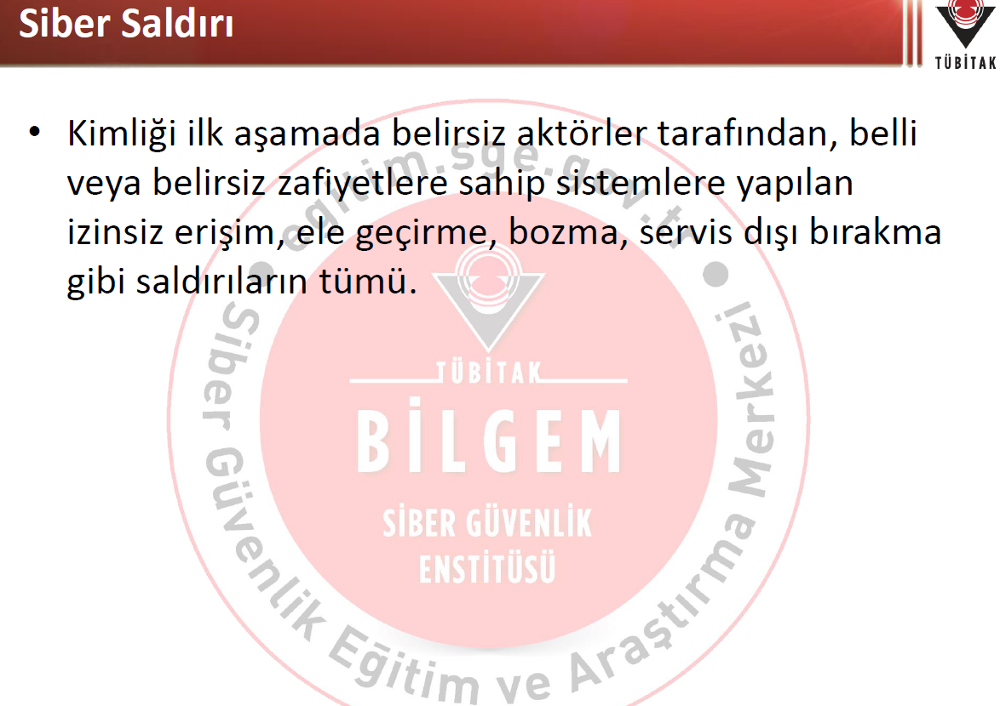 Siber Saldırı
TÜBİTAK
• Kimliği ilk aşamada belirsiz aktörler tarafından, belli
veya belirsiz zafiyetlere sahip sistemlere yapılan
izinsiz erişim, ele geçirme, bozma, servis dışı bırakma
gibi saldırıların tümü.
egitim.sge.gov.tr
TÜBİTAK
BİLGEM
SİBER GÜVENLİK
ENSTİTÜSÜ
Siber Güvenlik Eğitim ve Araştırma Merkezi